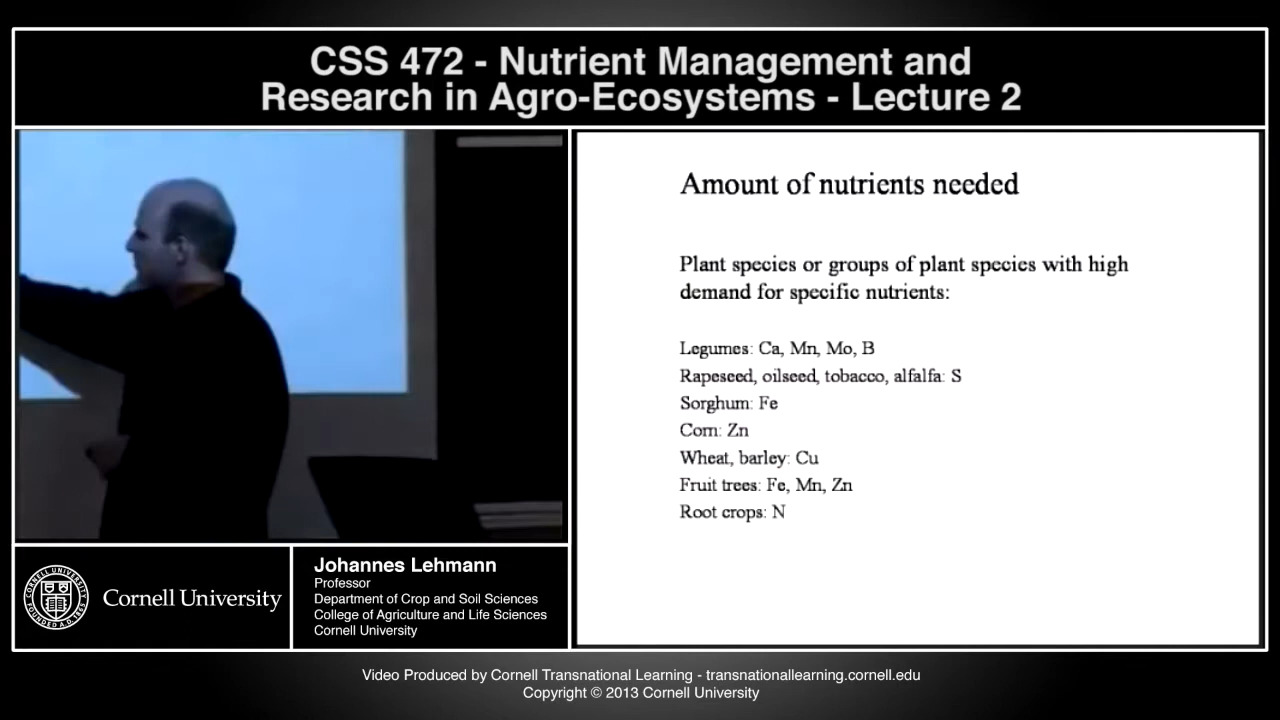 CSS 472 - Nutrient Management and
Research in Agro-Ecosystems - Lecture 2
Amount of nutrients needed
Plant species or groups of plant species with high
demand for specific nutrients:
Legumes: Ca, Mn, Mo, B
Rapeseed, oilseed, tobacco, alfalfa: S
Sorghum: Fe
Corn: Zn
Wheat, barley: Cu
Fruit trees: Fe, Mn, Zn
Root crops: N
CORNELL UNIVERSITY
FOUNDED A.D. 1865
Cornell University
Johannes Lehmann
Professor
Department of Crop and Soil Sciences
College of Agriculture and Life Sciences
Cornell University
Video Produced by Cornell Transnational Learning - transnationallearning.cornell.edu
Copyright © 2013 Cornell University